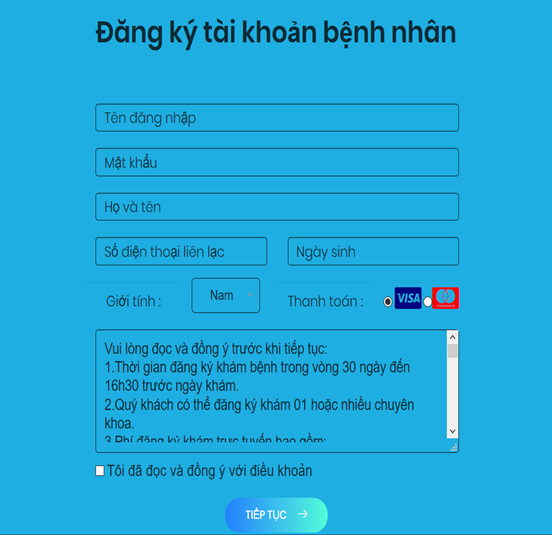 Đăng ký tài khoản bệnh nhân
Tên đăng nhập
Mật khẩu
Họ và tên
Số điện thoại liên lạc Ngày sinh
Giới tính : Nam Thanh toán : VISA
Vui lòng đọc và đồng ý trước khi tiếp tục:
1.Thời gian đăng ký khám bệnh trong vòng 30 ngày đến
16h30 trước ngày khám.
2.Quý khách có thể đăng ký khám 01 hoặc nhiều chuyên
khoa.
3.Phí đăng ký khám trực tuyến bao gồm:
Tôi đã đọc và đồng ý với điều khoản
TIẾP TỤC